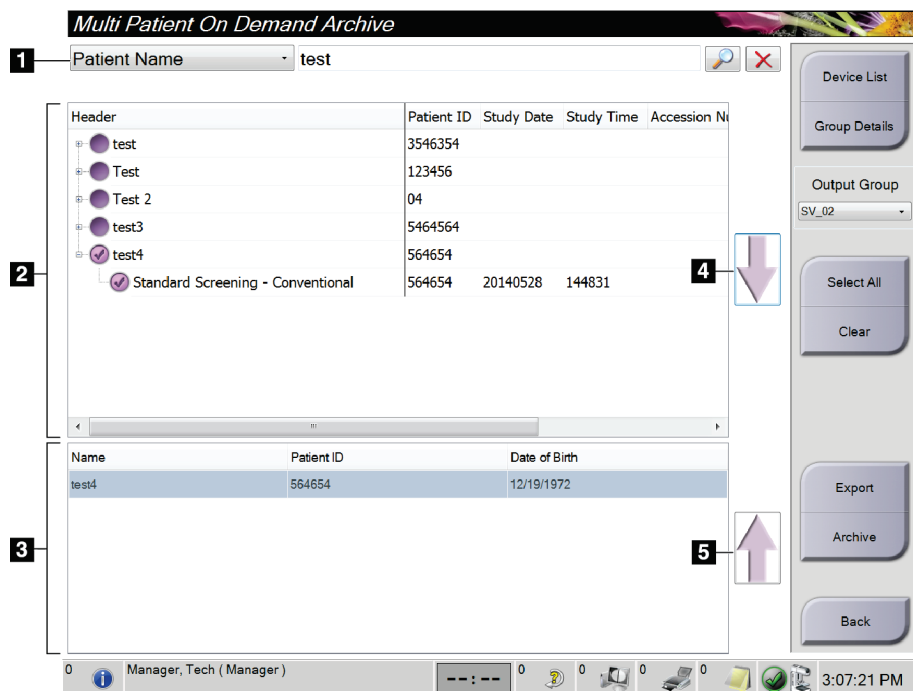 Multi Patient On Demand Archive
1
Patient Name test
Device List
Group Details
Output Group
SV_02
2
Header Patient ID Study Date Study Time Accession Nu
test 3546354
Test 123456
Test 2 04
test3 5464564
test4 564654
Standard Screening - Conventional 564654 20140528 144831
4
Select All
Clear
3
Name Patient ID Date of Birth
test4 564654 12/19/1972
5
Export
Archive
Back
0 Manager, Tech ( Manager ) --:-- 0 0 0 0 3:07:21 PM